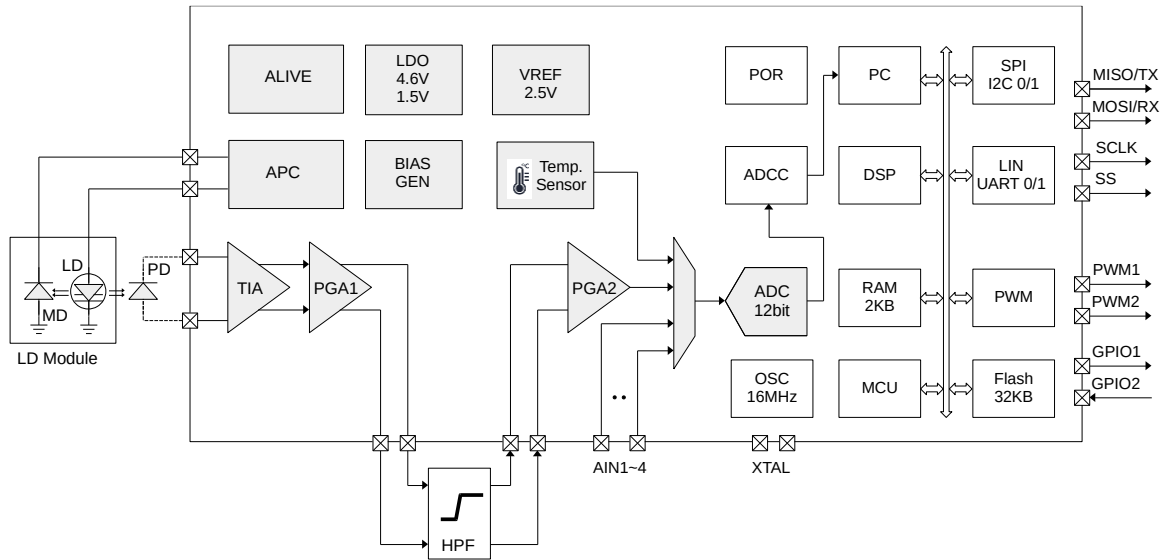 ALIVE
LDO
4.6V
1.5V
VREF
2.5V
POR
PC
SPI
I2C 0/1
MISO/TX
MOSI/RX
APC
BIAS
GEN
°C
Temp.
Sensor
ADCC
DSP
LIN
UART 0/1
SCLK
SS
LD
PD
MD
LD Module
TIA
PGA1
PGA2
ADC
12bit
RAM
2KB
PWM
PWM1
PWM2
OSC
16MHz
MCU
Flash
32KB
GPIO1
GPIO2
..
AIN1~4
XTAL
HPF